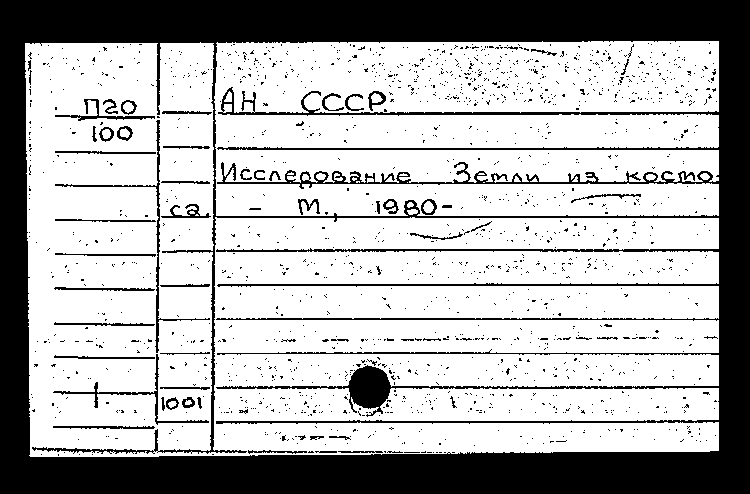 П20
100
АН СССР.
Исследование Земли из космо-
са. - М., 1980-
1
1001